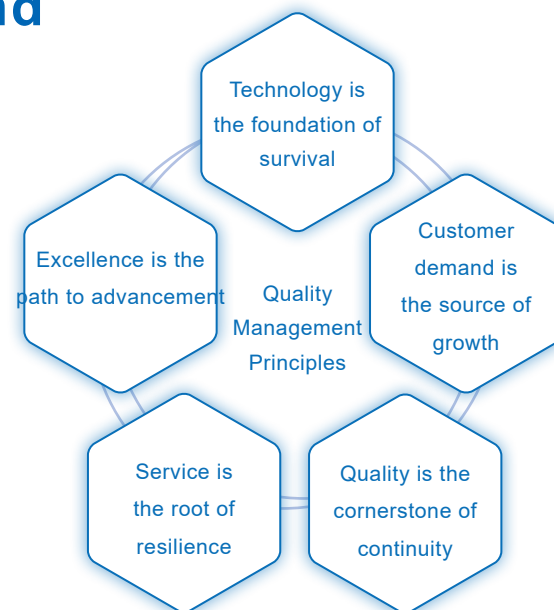 nd
Technology is
the foundation of
survival
Customer
demand is
the source of
growth
Excellence is the
path to advancement
Quality
Management
Principles
Service is
the root of
resilience
Quality is the
cornerstone of
continuity